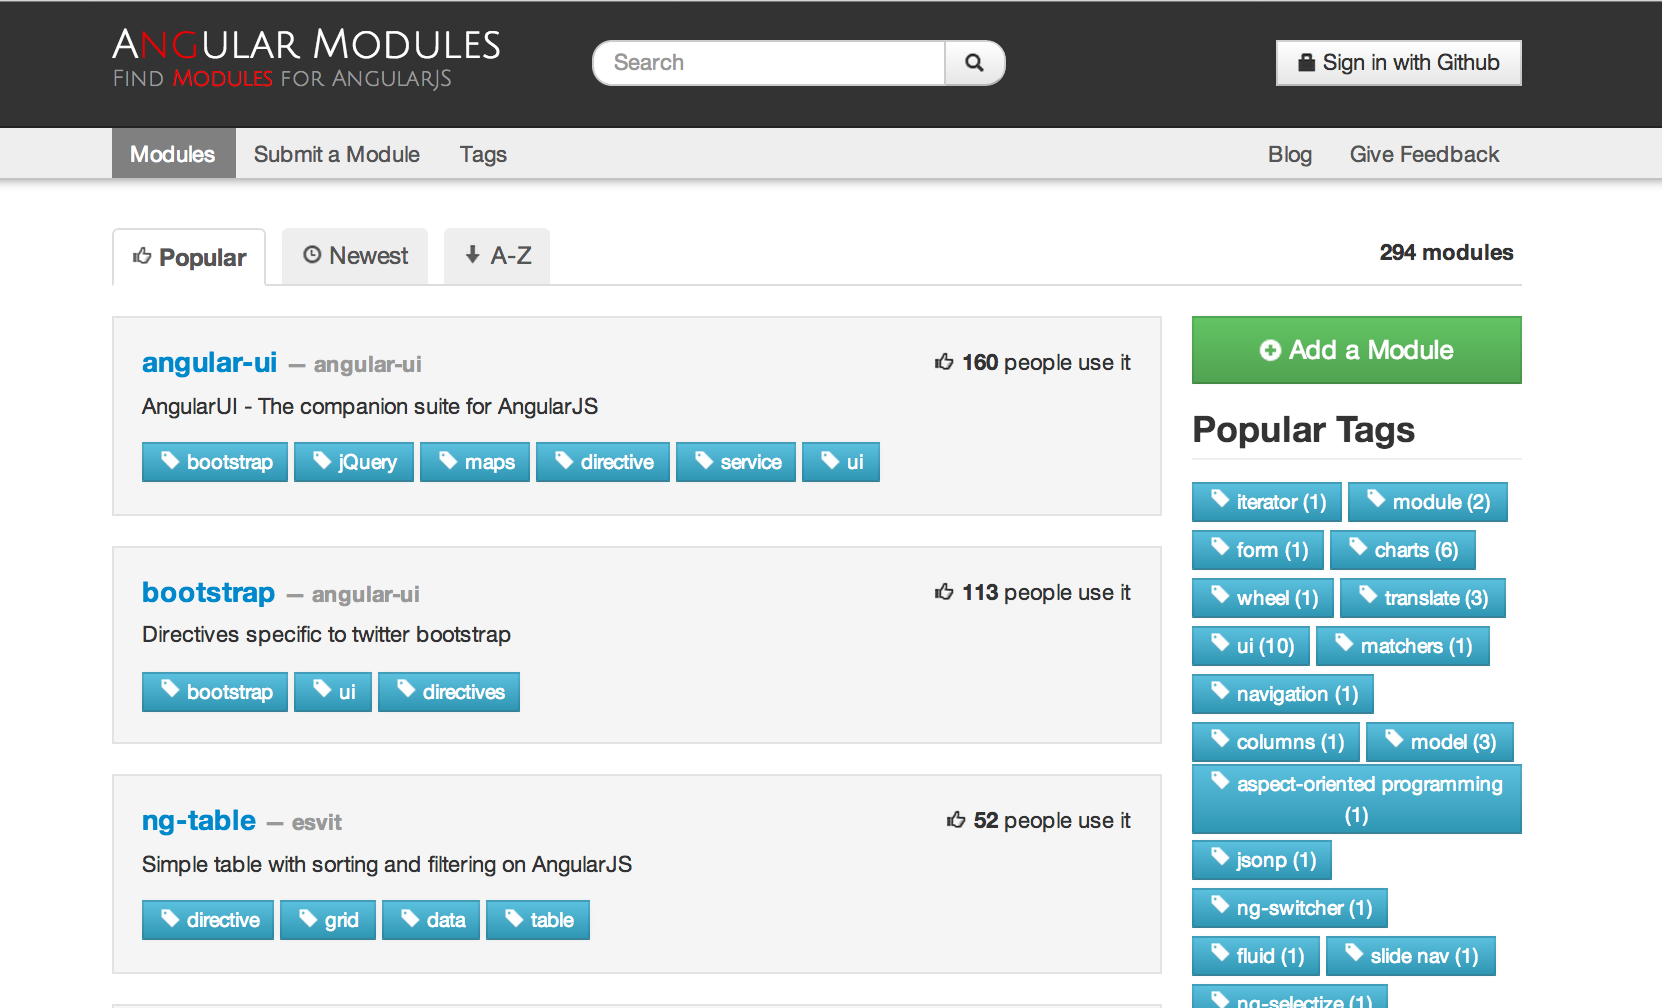 ANGULAR MODULES
FIND MODULES FOR ANGULARJS
Search
Sign in with Github
Modules Submit a Module Tags Blog Give Feedback
Popular Newest A-Z 294 modules
angular-ui — angular-ui 160 people use it
AngularUI - The companion suite for AngularJS
bootstrap jQuery maps directive service ui
bootstrap — angular-ui 113 people use it
Directives specific to twitter bootstrap
bootstrap ui directives
ng-table — esvit 52 people use it
Simple table with sorting and filtering on AngularJS
directive grid data table
Add a Module
Popular Tags
iterator (1) module (2)
form (1) charts (6)
wheel (1) translate (3)
ui (10) matchers (1)
navigation (1)
columns (1) model (3)
aspect-oriented programming
(1)
jsonp (1)
ng-switcher (1)
fluid (1) slide nav (1)
ng-selectize (1)